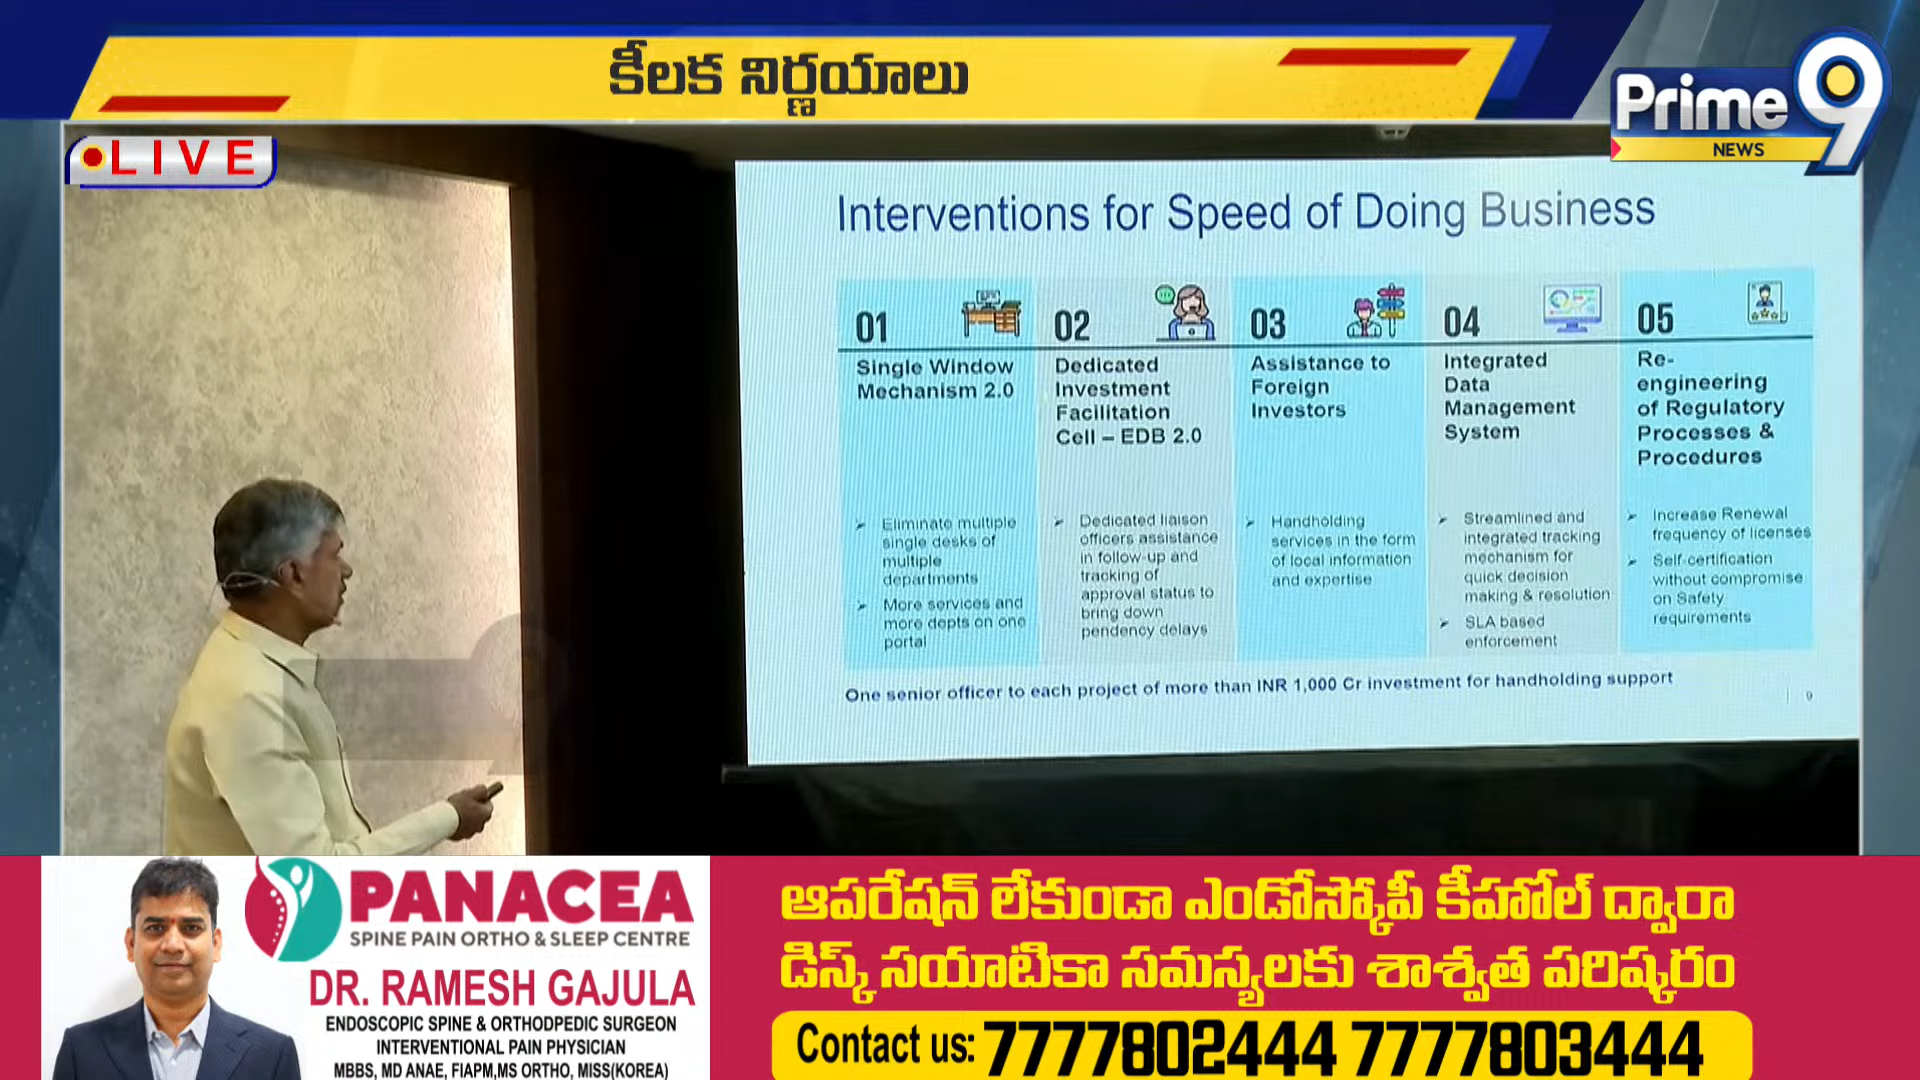 కీలక నిర్ణయాలు
Prime9
NEWS
LIVE
Interventions for Speed of Doing Business
01
Single Window
Mechanism 2.0
Eliminate multiple
single desks of
multiple
departments
More services and
more depts on one
portal
02
Dedicated
Investment
Facilitation
Cell – EDB 2.0
Dedicated liaison
officers assistance
in follow-up and
tracking of
approval status to
bring down
pendency delays
03
Assistance to
Foreign
Investors
Handholding
services in the form
of local information
and expertise
04
Integrated
Data
Management
System
Streamlined and
integrated tracking
mechanism for
quick decision
making & resolution
SLA based
enforcement
05
Re-
engineering
of Regulatory
Processes &
Procedures
Increase Renewal
frequency of licenses
Self-certification
without compromise
on Safety
requirements
One senior officer to each project of more than INR 1,000 Cr investment for handholding support
9
PANACEA
SPINE PAIN ORTHO & SLEEP CENTRE
DR. RAMESH GAJULA
ENDOSCOPIC SPINE & ORTHODPEDIC SURGEON
INTERVENTIONAL PAIN PHYSICIAN
MBBS, MD ANAE, FIAPM,MS ORTHO, MISS(KOREA)
ఆపరేషన్ లేకుండా ఎండోస్కోపీ కీహోల్ ద్వారా
డిస్క్ సయాటికా సమస్యలకు శాశ్వత పరిష్కరం
Contact us: 7777802444 7777803444